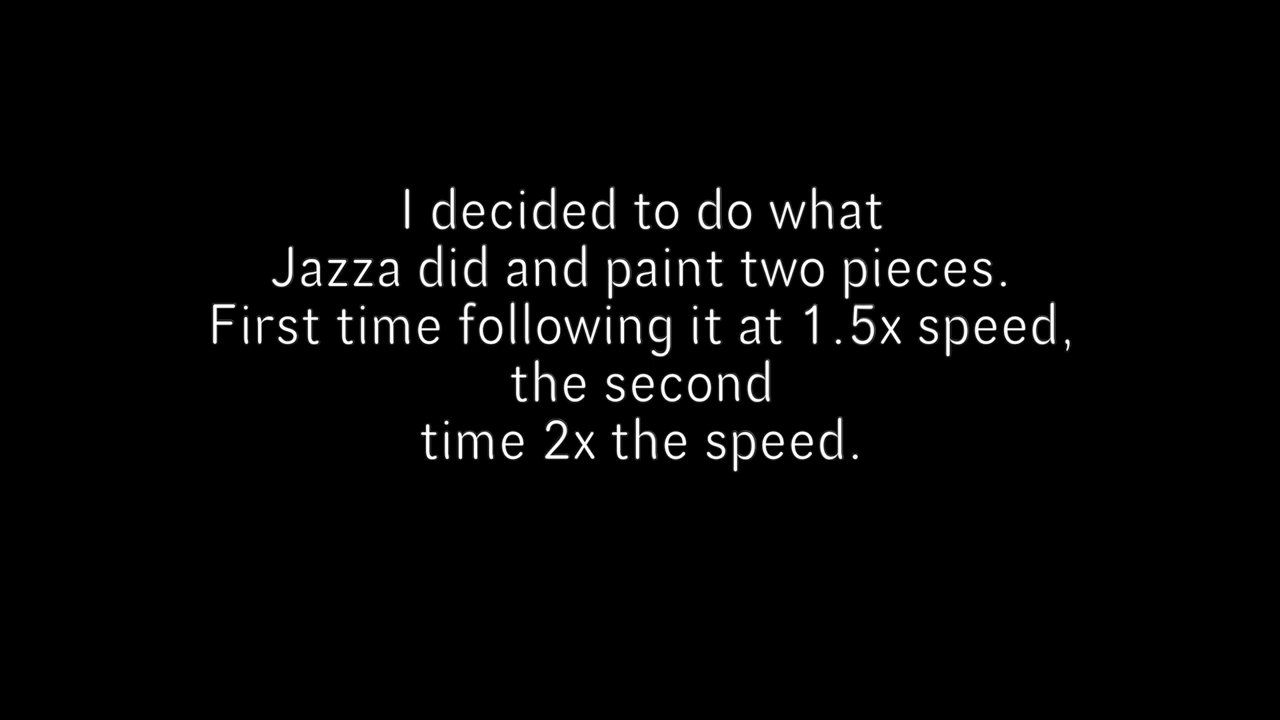 I decided to do what
Jazza did and paint two pieces.
First time following it at 1.5x speed,
the second
time 2x the speed.